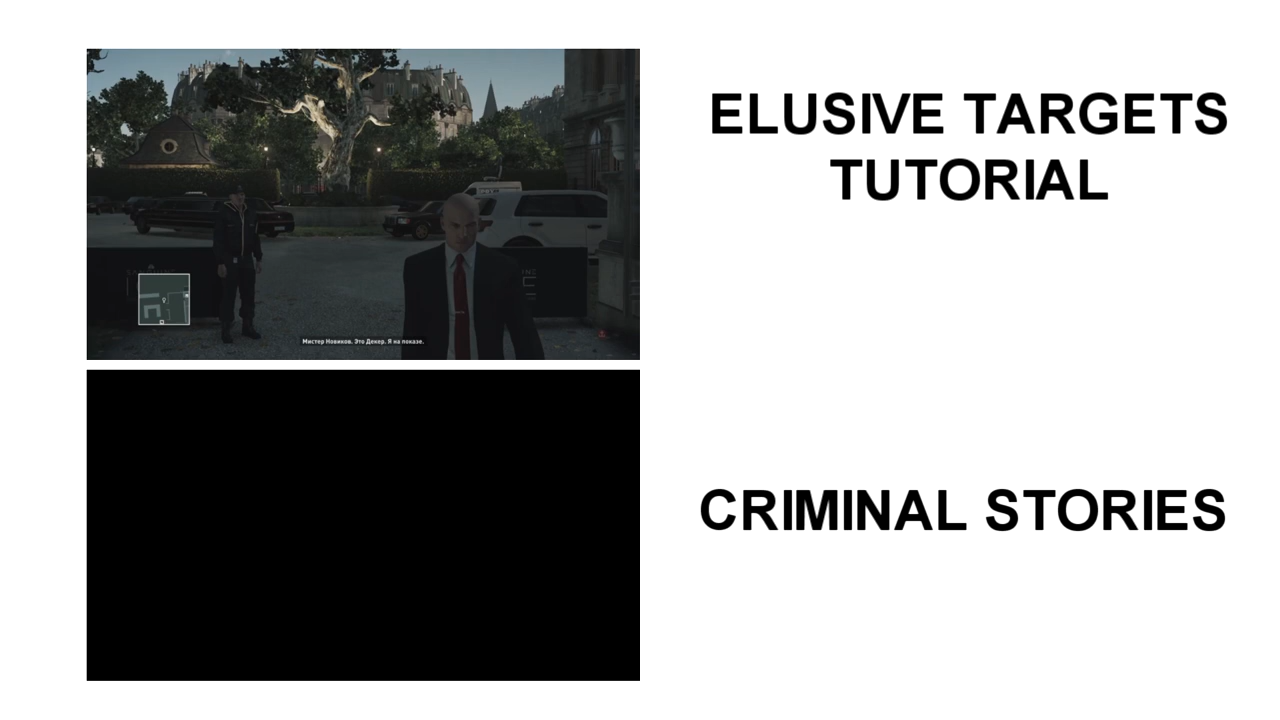 ELUSIVE TARGETS
TUTORIAL
Мистер Новиков. Это Декер. Я на показе.
CRIMINAL STORIES